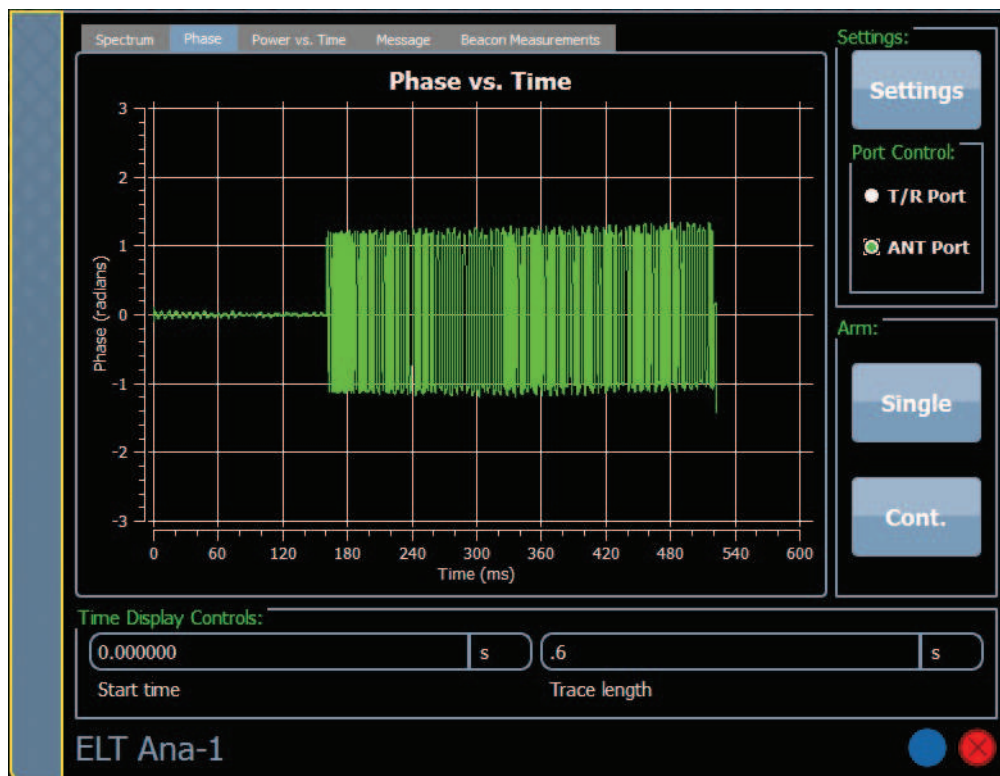 Spectrum Phase Power vs. Time Message Beacon Measurements
Settings:
Settings
Port Control:
T/R Port
ANT Port
Phase vs. Time
3
2
1
0
-1
-2
-3
Phase (radians)
0 60 120 180 240 300 360 420 480 540 600
Time (ms)
Arm:
Single
Cont.
Time Display Controls:
0.000000 s .6 s
Start time Trace length
ELT Ana-1